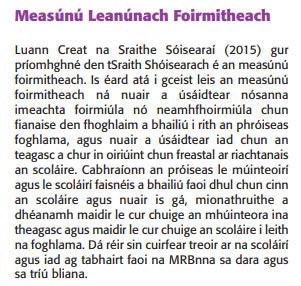 Measúnú Leanúnach Foirmitheach
Luann Creat na Sraithe Sóisearaí (2015) gur
príomhghné den tSraith Shóisearach é an measúnú
foirmitheach. Is éard atá i gceist leis an measúnú
foirmitheach ná nuair a úsáidtear nósanna
imeachta foirmiúla nó neamhfhoirmiúla chun
fianaise den fhoghlaim a bhailiú i rith an phróiseas
foghlama, agus nuair a úsáidtear iad chun an
teagasc a chur in oiriúint chun freastal ar riachtanais
an scoláire. Cabhraíonn an próiseas le múinteoirí
agus le scoláirí faisnéis a bhailiú faoi dhul chun cinn
an scoláire agus nuair is gá, mionathruithe a
dhéanamh maidir le cur chuige an mhúinteora ina
theagasc agus maidir le cur chuige an scoláire i leith
na foghlama. Dá réir sin cuirfear treoir ar na scoláirí
agus iad ag tabhairt faoi na MRBnna sa dara agus
sa tríú bliana.